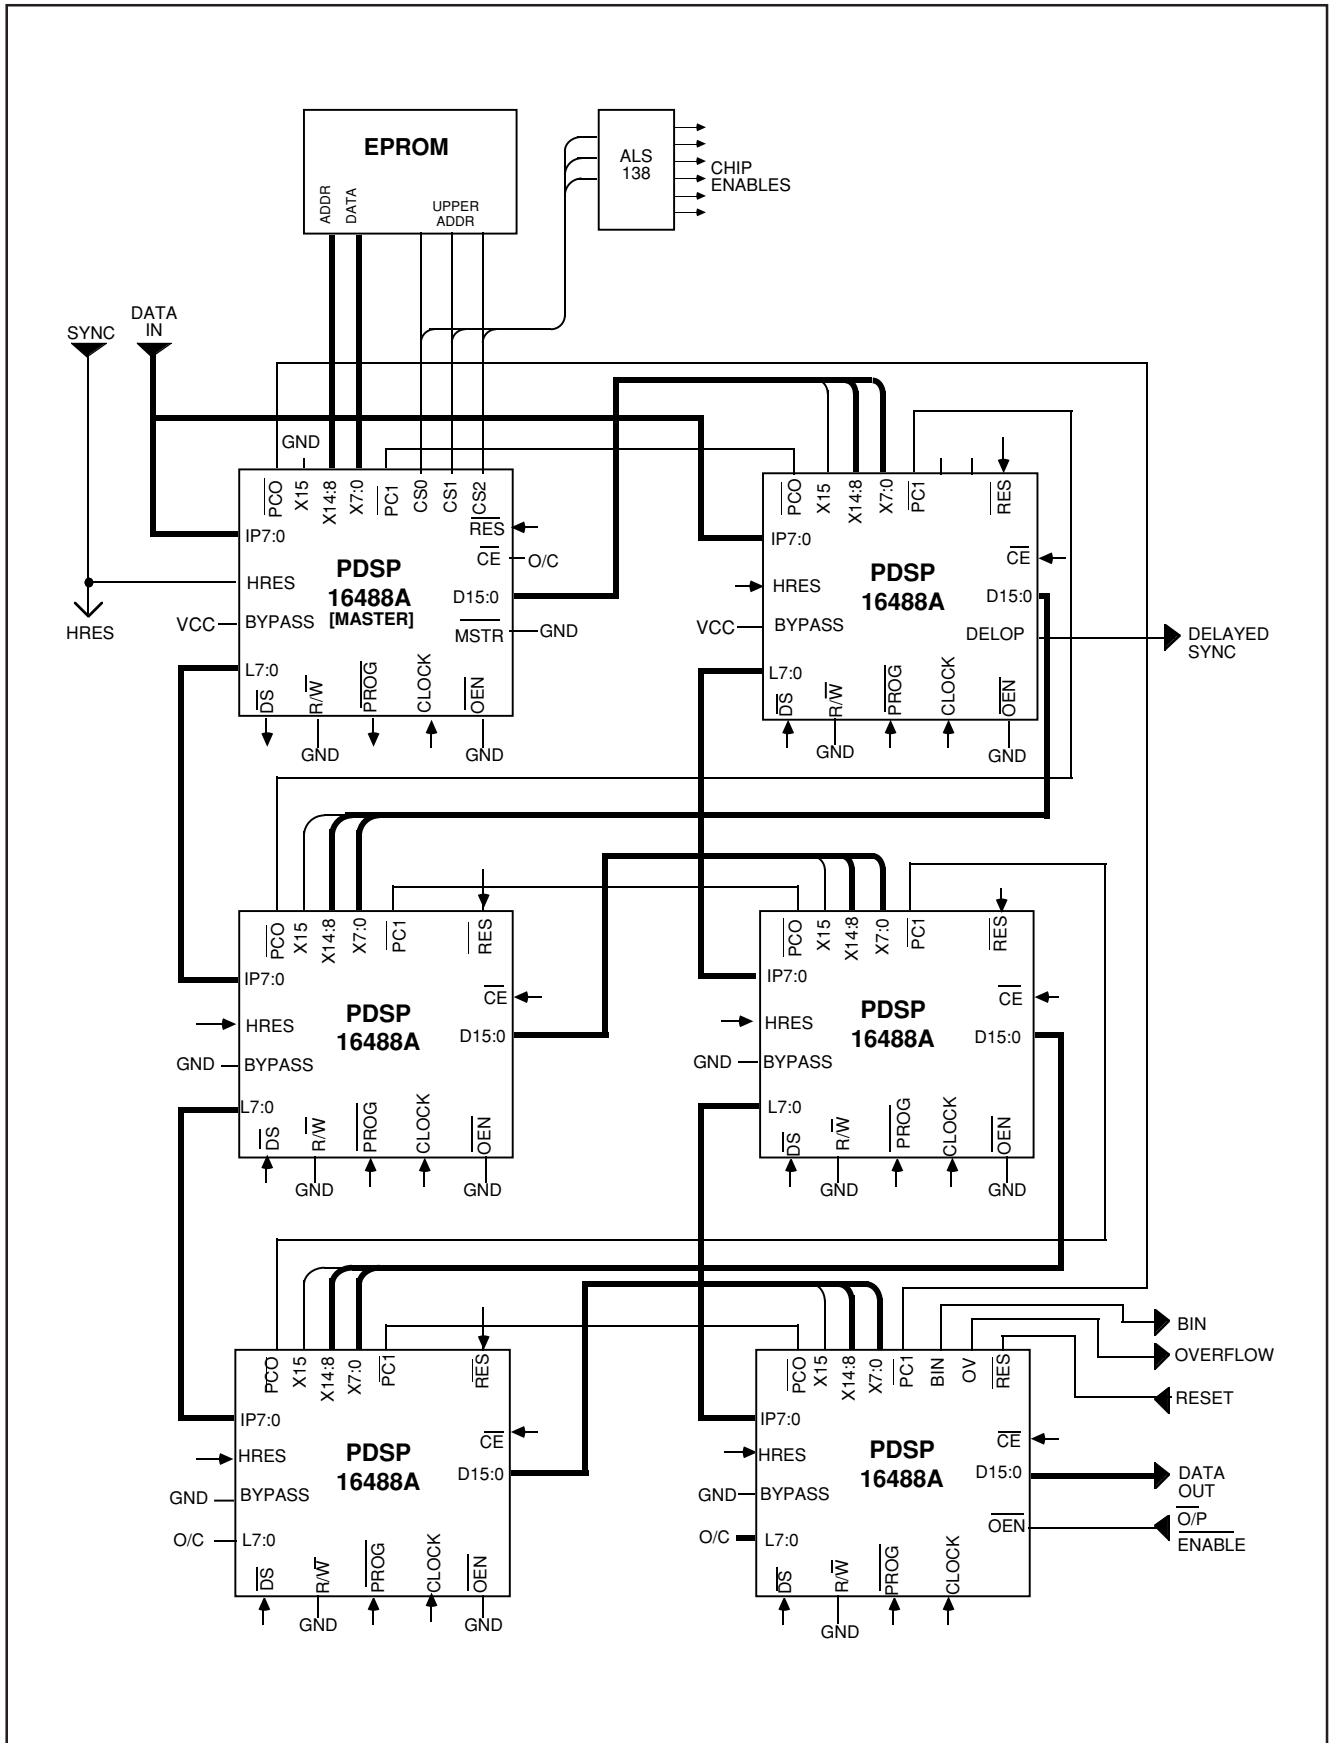 EPROM
ADDR
DATA
UPPER
ADDR
ALS
138
CHIP
ENABLES
SYNC
DATA
IN
HRES
GND
PCO
X15
X14:8
X7:0
PC1
CS0
CS1
CS2
IP7:0
RES
HRES
CE
O/C
PDSP
16488A
[MASTER]
D15:0
VCC
BYPASS
MSTR
GND
L7:0
DS
R/W
PROG
CLOCK
OEN
GND
GND
PCO
X15
X14:8
X7:0
PC1
RES
IP7:0
CE
HRES
PDSP
16488A
D15:0
VCC
BYPASS
DELOP
DELAYED
SYNC
L7:0
DS
R/W
PROG
CLOCK
OEN
GND
GND
PCO
X15
X14:8
X7:0
PC1
RES
IP7:0
CE
HRES
PDSP
16488A
D15:0
GND
BYPASS
L7:0
DS
R/W
PROG
CLOCK
OEN
GND
GND
PCO
X15
X14:8
X7:0
PC1
RES
IP7:0
CE
HRES
PDSP
16488A
D15:0
GND
BYPASS
L7:0
DS
R/W
PROG
CLOCK
OEN
GND
GND
PCO
X15
X14:8
X7:0
PC1
RES
IP7:0
CE
HRES
PDSP
16488A
D15:0
GND
BYPASS
O/C
L7:0
DS
R/W
PROG
CLOCK
OEN
GND
GND
PCO
X15
X14:8
X7:0
PC1
BIN
OV
RES
BIN
OVERFLOW
RESET
IP7:0
CE
HRES
PDSP
16488A
D15:0
DATA
OUT
GND
BYPASS
OEN
O/P
ENABLE
O/C
L7:0
DS
R/W
PROG
CLOCK
GND